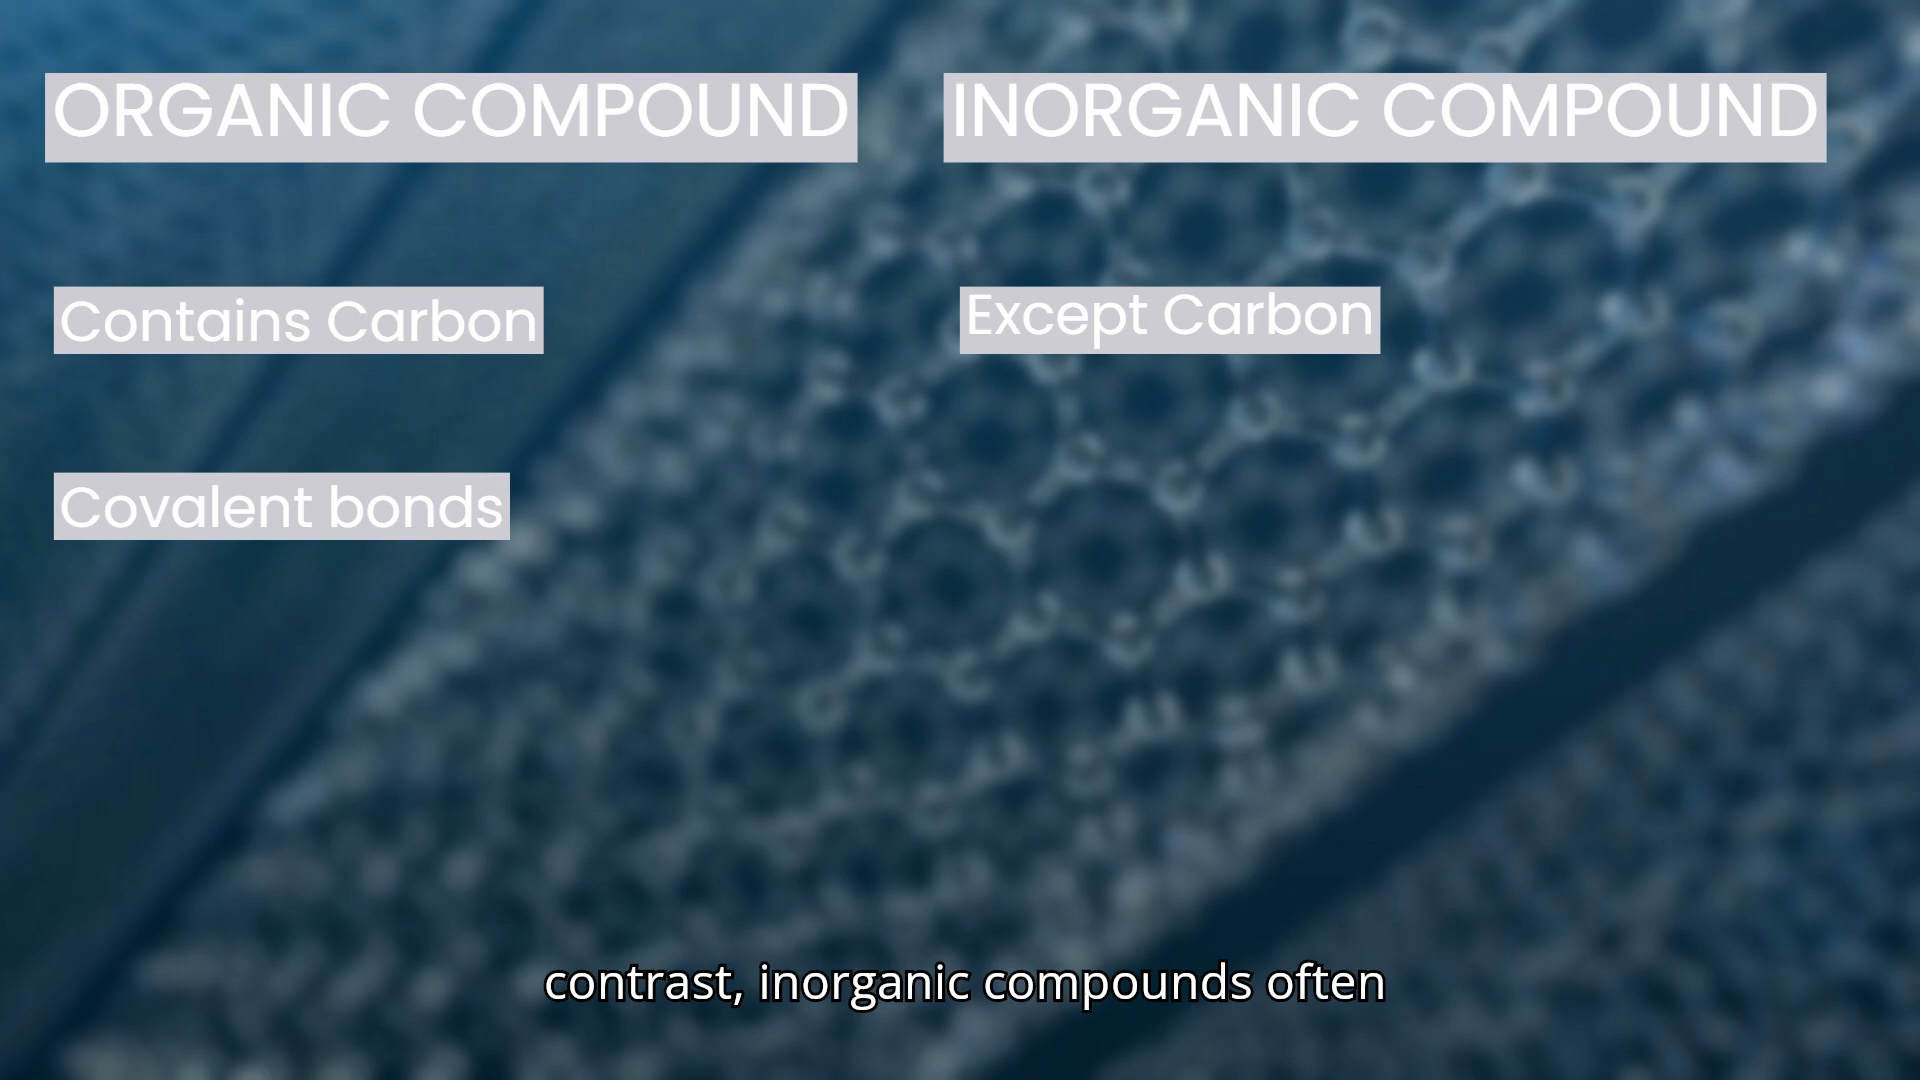 ORGANIC COMPOUND
INORGANIC COMPOUND
Contains Carbon
Except Carbon
Covalent bonds
contrast, inorganic compounds often